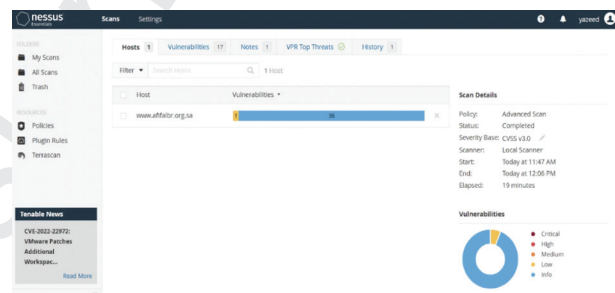 nessus
Essentials
Scans
Settings
yazeed
FOLDERS
My Scans
All Scans
Trash
RESOURCES
Policies
Plugin Rules
Terrascan
Tenable News
CVE-2022-22972:
VMware Patches
Additional
Workspac...
Read More
Hosts 1
Vulnerabilities 17
Notes 1
VPR Top Threats
History 1
Filter
Search Hosts
1 Host
Host
Vulnerabilities
www.afifalbr.org.sa
1
36
Scan Details
Policy: Advanced Scan
Status: Completed
Severity Base: CVSS v3.0
Scanner: Local Scanner
Start: Today at 11:47 AM
End: Today at 12:06 PM
Elapsed: 19 minutes
Vulnerabilities
Critical
High
Medium
Low
Info